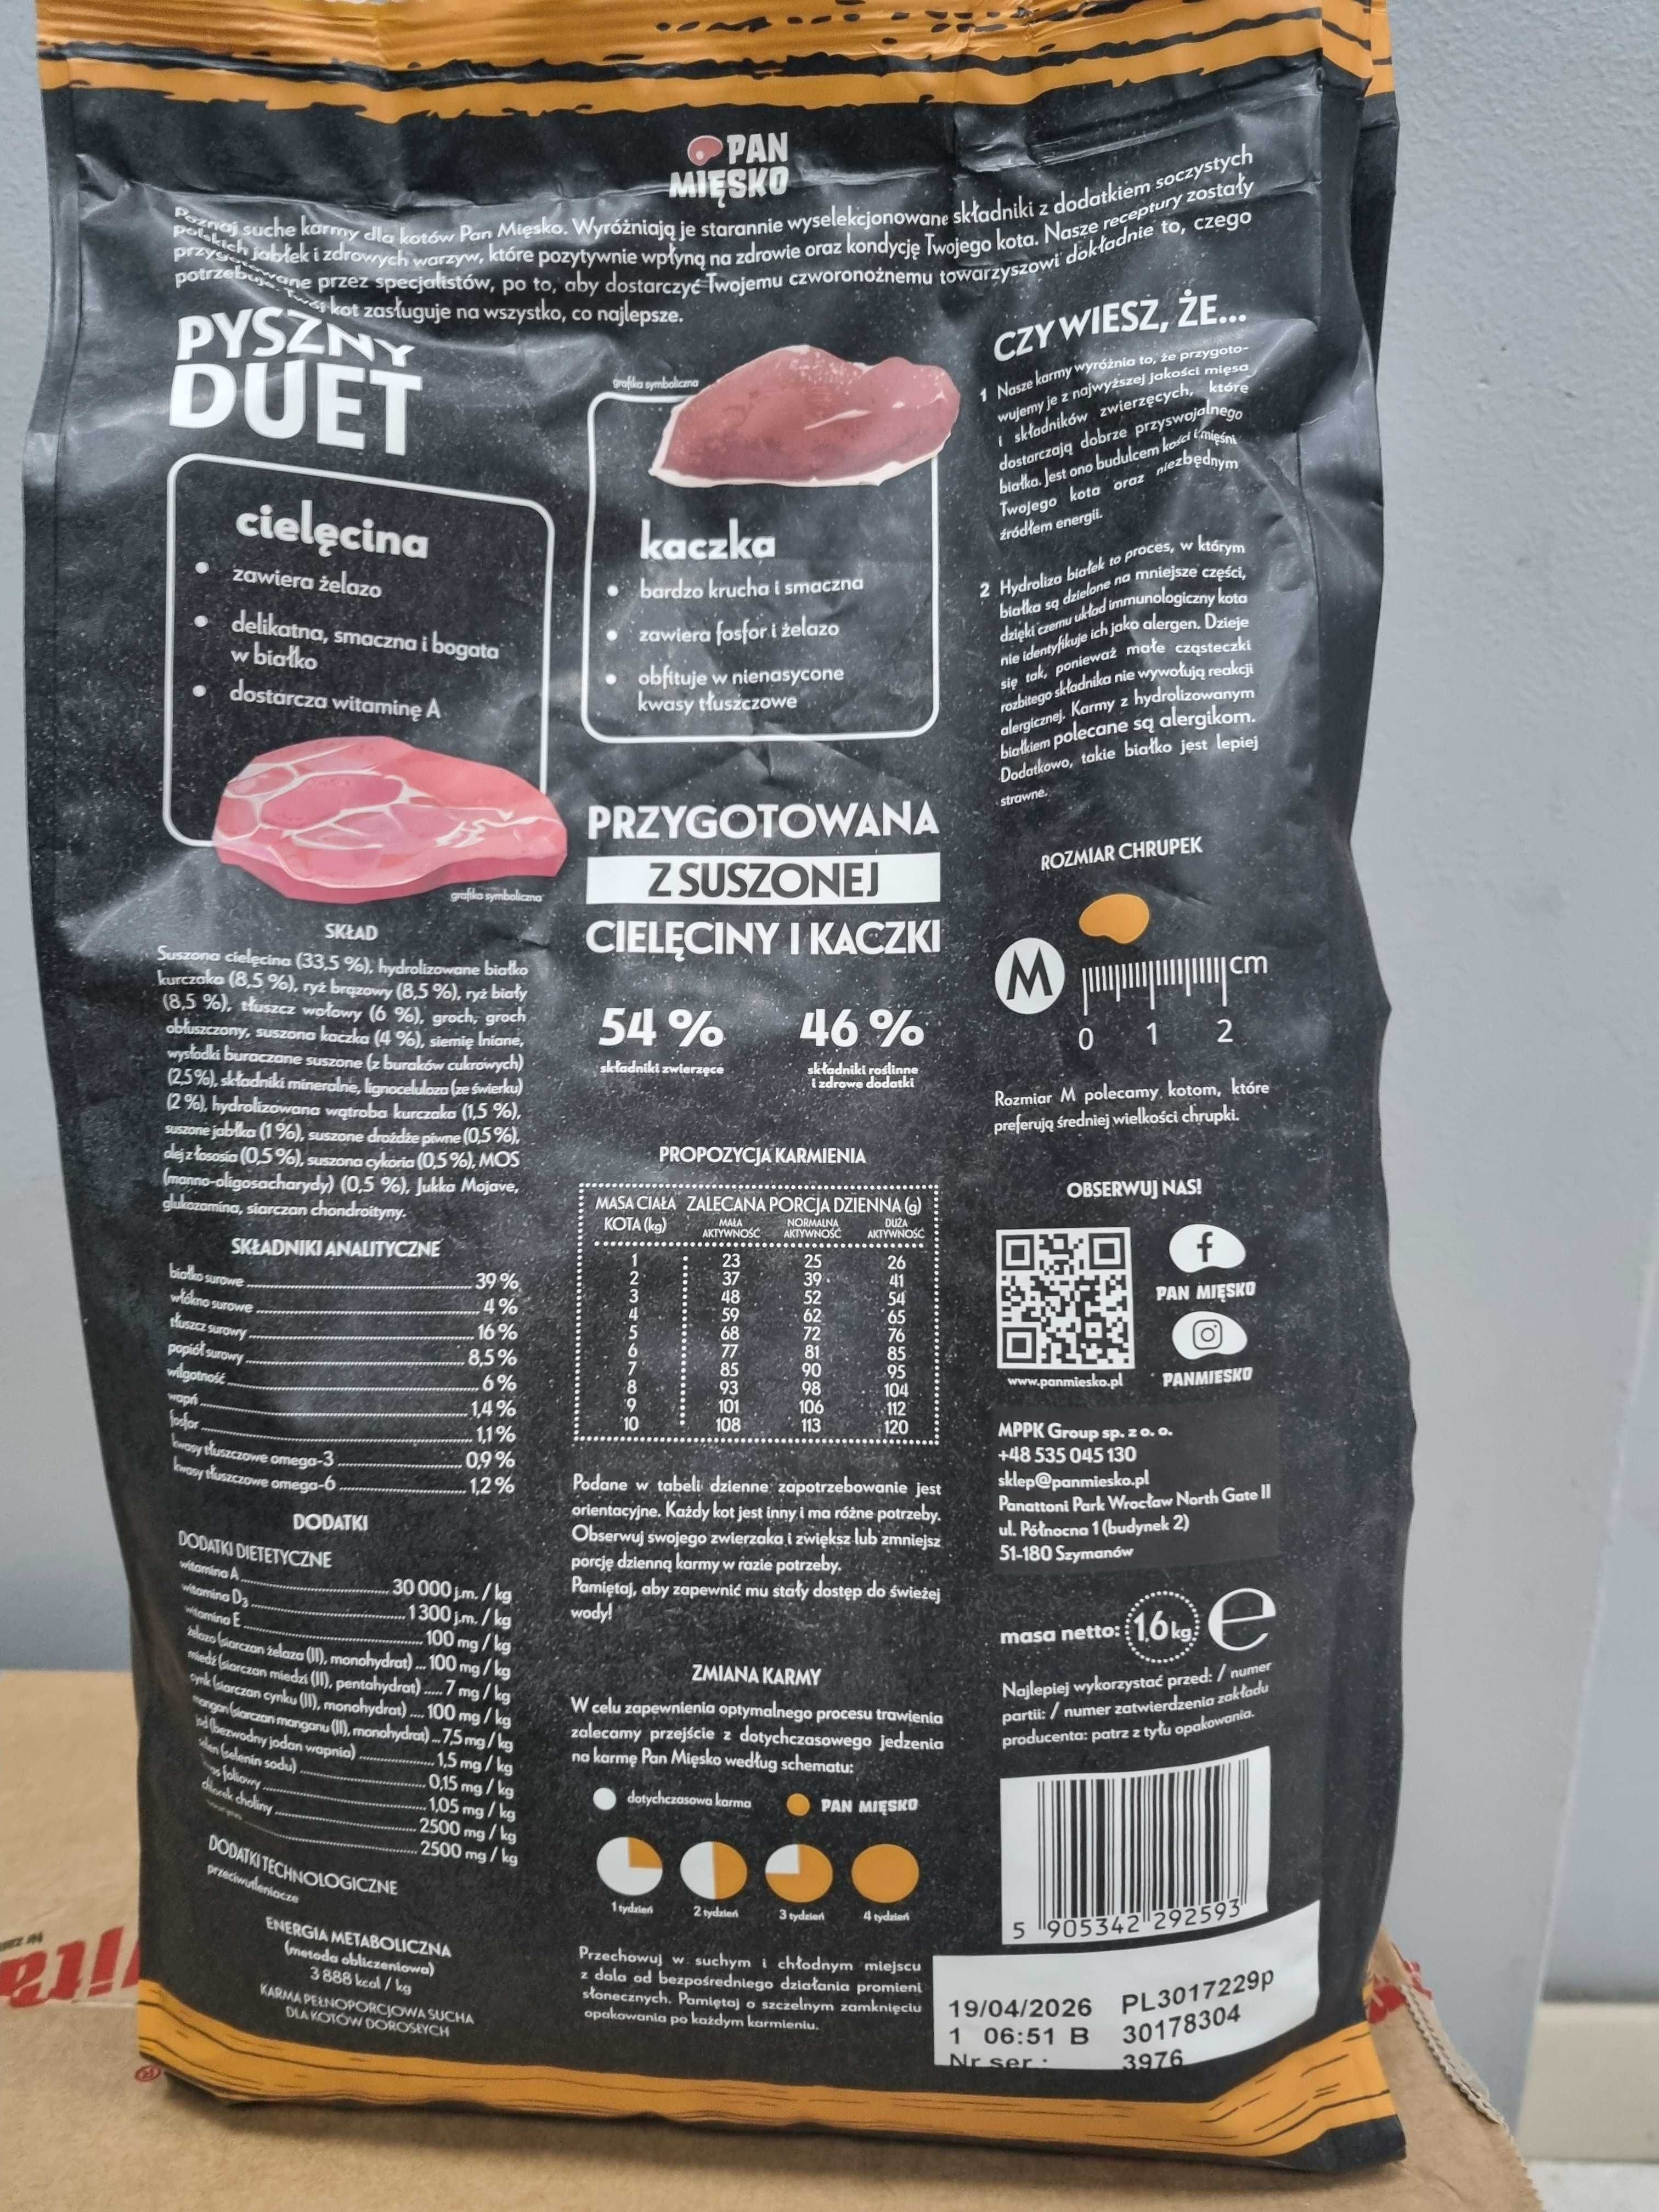 PAN
MIĘSKO
Poznaj suche karmy dla kotów Pan Mięsko. Wyróżniają je starannie wyselekcjonowane składniki z dodatkiem soczystych
polskich jabłek i zdrowych warzyw, które pozytywnie wpłyną na zdrowie oraz kondycję Twojego kota. Nasze receptury zostały
przygotowane przez specjalistów, po to, aby dostarczyć Twojemu czworonożnemu towarzyszowi dokładnie to, czego
potrzebuje. Twój kot zasługuje na wszystko, co najlepsze.
PYSZNY
DUET
cielęcina
• zawiera żelazo
• delikatna, smaczna i bogata
w białko
• dostarcza witaminę A
grafika symboliczna
SKŁAD
Suszona cielęcina (33,5 %), hydrolizowane białko
kurczaka (8,5 %), ryż brązowy (8,5 %), ryż biały
(8,5 %), tłuszcz wołowy (6 %), groch, groch
obłuszczony, suszona kaczka (4 %), siemię lniane,
wysłodki buraczane suszone (z buraków cukrowych)
(2,5%), składniki mineralne, lignoceluloza (ze świerku)
(2 %), hydrolizowana wątroba kurczaka (1,5 %),
suszone jabłka (1 %), suszone drożdże piwne (0,5 %),
olej z łososia (0,5 %), suszona cykoria (0,5 %), MOS
(manno-oligosacharydy) (0,5 %), Jukka Mojave,
glukozamina, siarczan chondroityny.
SKŁADNIKI ANALITYCZNE
białko surowe 39 %
włókno surowe 4 %
tłuszcz surowy 16 %
popiół surowy 8,5 %
wilgotność 6 %
wapń 1,4 %
fosfor 1,1 %
kwasy tłuszczowe omega-3 0,9 %
kwasy tłuszczowe omega-6 1,2 %
DODATKI
DODATKI DIETETYCZNE
witamina A 30 000 j.m. / kg
witamina D3 1300 j.m. / kg
witamina E 100 mg / kg
żelazo (siarczan żelaza (II), monohydrat) ... 100 mg / kg
miedź (siarczan miedzi (II), pentahydrat) ..... 7 mg / kg
cynk (siarczan cynku (II), monohydrat) .... 100 mg / kg
mangan (siarczan manganu (II), monohydrat) ... 7,5 mg / kg
jod (bezwodny jodan wapnia) 1,5 mg / kg
selen (selenin sodu) 0,15 mg / kg
kwas foliowy 1,05 mg / kg
chlorek choliny 2500 mg / kg
2500 mg / kg
DODATKI TECHNOLOGICZNE
przeciwutleniacze
ENERGIA METABOLICZNA
(metoda obliczeniowa)
3 888 kcal / kg
KARMA PEŁNOPORCJOWA SUCHA
DLA KOTÓW DOROSŁYCH
grafika symboliczna
kaczka
• bardzo krucha i smaczna
• zawiera fosfor i żelazo
• obfituje w nienasycone
kwasy tłuszczowe
PRZYGOTOWANA
Z SUSZONEJ
CIELĘCINY I KACZKI
54 % 46 %
składniki zwierzęce składniki roślinne
i zdrowe dodatki
PROPOZYCJA KARMIENIA
MASA CIAŁA ZALECANA PORCJA DZIENNA (g)
KOTA (kg) MAŁA AKTYWNOŚĆ NORMALNA AKTYWNOŚĆ DUŻA AKTYWNOŚĆ
1 23 25 26
2 37 39 41
3 48 52 54
4 59 62 65
5 68 72 76
6 77 81 85
7 85 90 95
8 93 98 104
9 101 106 112
10 108 113 120
Podane w tabeli dzienne zapotrzebowanie jest
orientacyjne. Każdy kot jest inny i ma różne potrzeby.
Obserwuj swojego zwierzaka i zwiększ lub zmniejsz
porcję dzienną karmy w razie potrzeby.
Pamiętaj, aby zapewnić mu stały dostęp do świeżej
wody!
ZMIANA KARMY
W celu zapewnienia optymalnego procesu trawienia
zalecamy przejście z dotychczasowego jedzenia
na karmę Pan Mięsko według schematu:
dotychczasowa karma PAN MIĘSKO
1 tydzień 2 tydzień 3 tydzień 4 tydzień
Przechowuj w suchym i chłodnym miejscu
z dala od bezpośredniego działania promieni
słonecznych. Pamiętaj o szczelnym zamknięciu
opakowania po każdym karmieniu.
CZY WIESZ, ŻE...
1 Nasze karmy wyróżnia to, że przygoto-
wujemy je z najwyższej jakości mięsa
i składników zwierzęcych, które
dostarczają dobrze przyswajalnego
białka. Jest ono budulcem kości i mięśni
Twojego kota oraz niezbędnym
źródłem energii.
2 Hydroliza białek to proces, w którym
białka są dzielone na mniejsze części,
dzięki czemu układ immunologiczny kota
nie identyfikuje ich jako alergen. Dzieje
się tak, ponieważ małe cząsteczki
rozbitego składnika nie wywołują reakcji
alergicznej. Karmy z hydrolizowanym
białkiem polecane są alergikom.
Dodatkowo, takie białko jest lepiej
strawne.
ROZMIAR CHRUPEK
M cm
0 1 2
Rozmiar M polecamy kotom, które
preferują średniej wielkości chrupki.
OBSERWUJ NAS!
f
PAN MIĘSKO
www.panmiesko.pl PANMIESKO
MPPK Group sp. z o. o.
+48 535 045 130
sklep@panmiesko.pl
Panattoni Park Wrocław North Gate II
ul. Północna 1 (budynek 2)
51-180 Szymanów
masa netto: 1,6 kg e
Najlepiej wykorzystać przed: / numer
partii: / numer zatwierdzenia zakładu
producenta: patrz z tyłu opakowania.
5 905342 292593
19/04/2026 PL3017229p
1 06:51 B 30178304
Nr ser : 3976